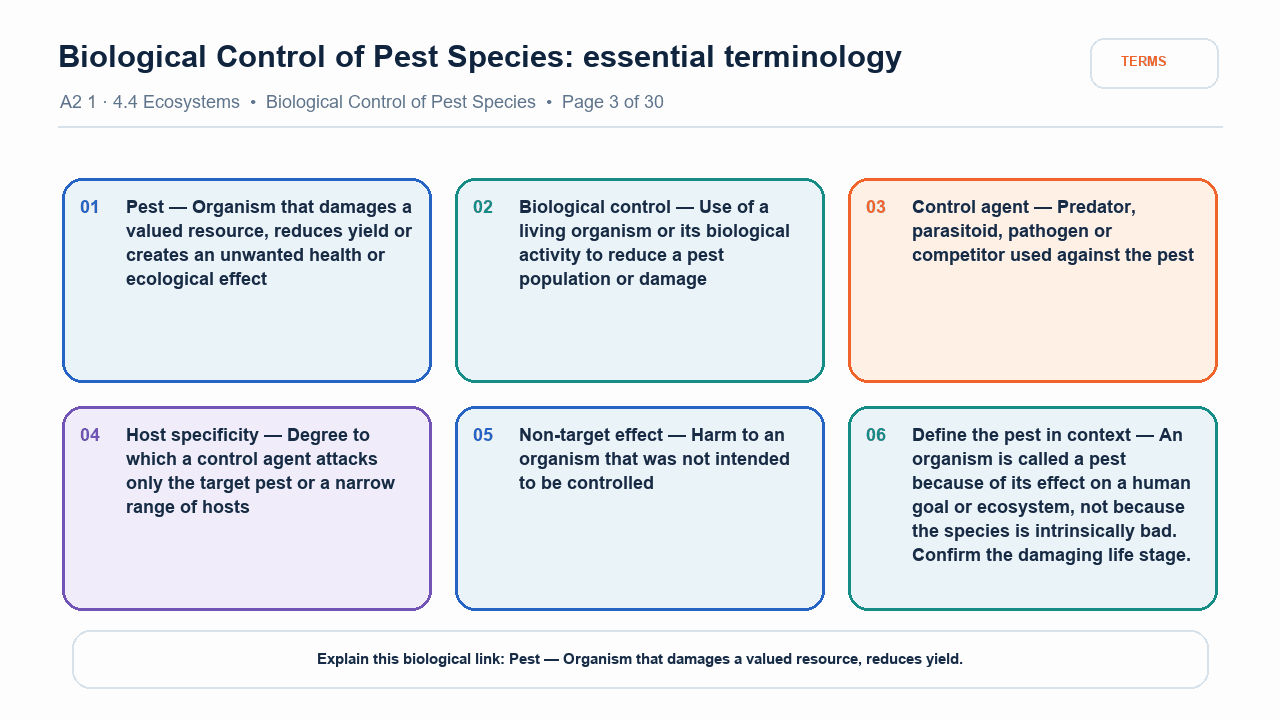 Biological Control of Pest Species: essential terminology
TERMS
A2 1 · 4.4 Ecosystems • Biological Control of Pest Species • Page 3 of 30
01
Pest — Organism that damages a
valued resource, reduces yield or
creates an unwanted health or
ecological effect
02
Biological control — Use of a
living organism or its biological
activity to reduce a pest
population or damage
03
Control agent — Predator,
parasitoid, pathogen or
competitor used against the pest
04
Host specificity — Degree to
which a control agent attacks
only the target pest or a narrow
range of hosts
05
Non-target effect — Harm to an
organism that was not intended
to be controlled
06
Define the pest in context — An
organism is called a pest
because of its effect on a human
goal or ecosystem, not because
the species is intrinsically bad.
Confirm the damaging life stage.
Explain this biological link: Pest — Organism that damages a valued resource, reduces yield.